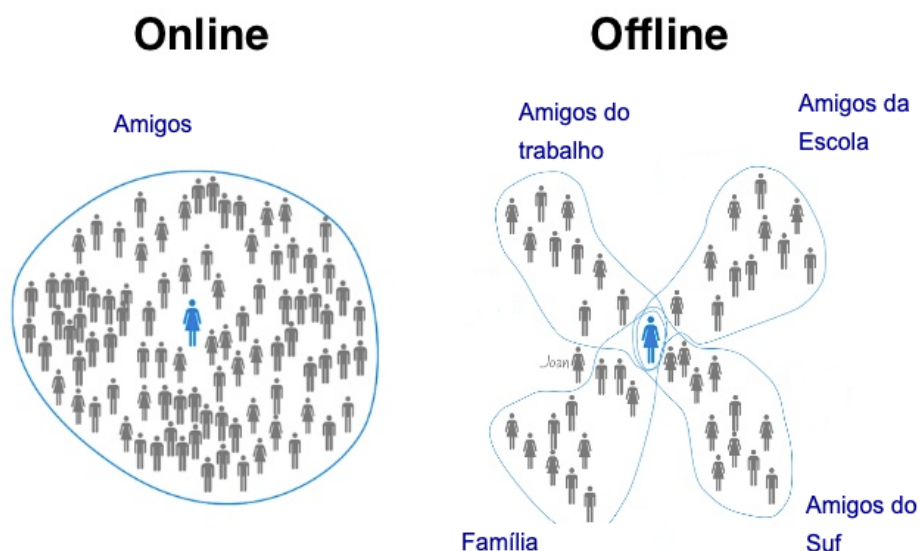 Online
Amigos
Offline
Amigos do
trabalho
Amigos da
Escola
Joan
Família
Amigos do
Suf